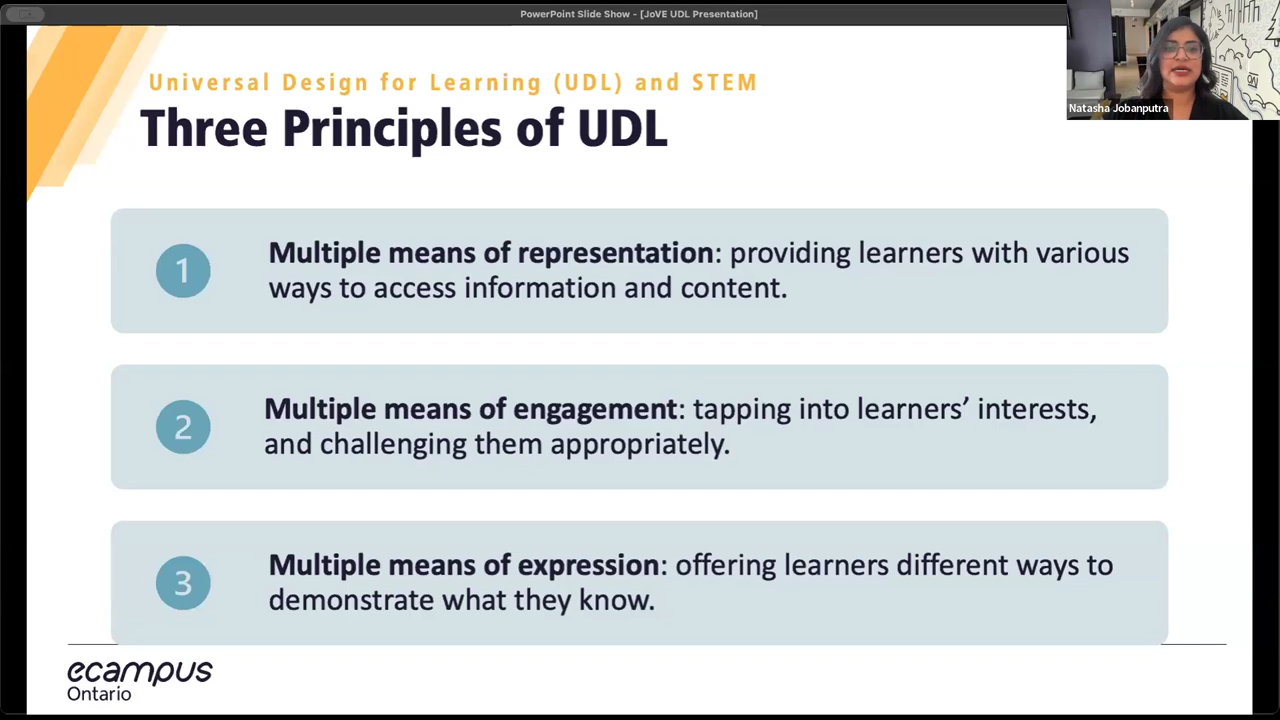 PowerPoint Slide Show - [JoVE UDL Presentation]
Natasha Jobanputra
Universal Design for Learning (UDL) and STEM
Three Principles of UDL
1
Multiple means of representation: providing learners with various
ways to access information and content.
2
Multiple means of engagement: tapping into learners’ interests,
and challenging them appropriately.
3
Multiple means of expression: offering learners different ways to
demonstrate what they know.
ecampus
Ontario